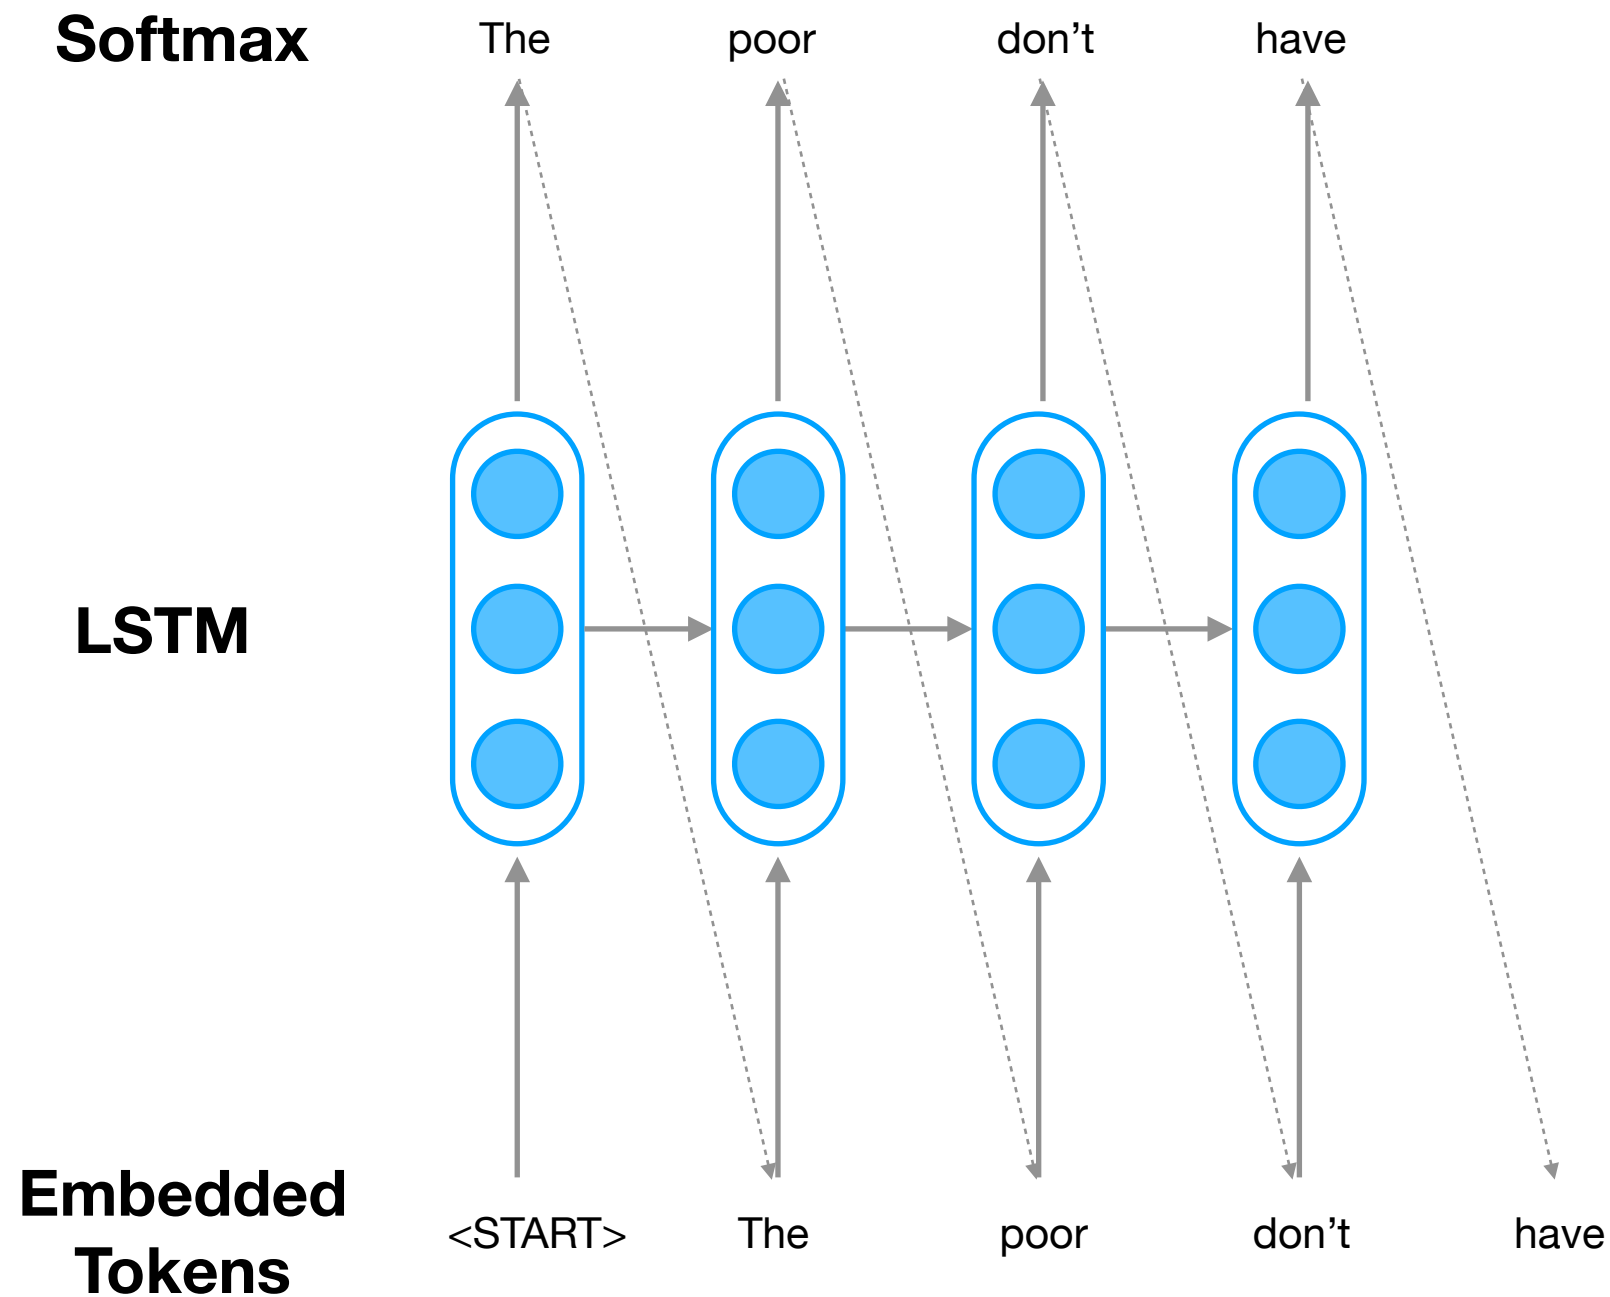 Softmax
The
poor
don’t
have
LSTM
Embedded
Tokens
<START>
The
poor
don’t
have